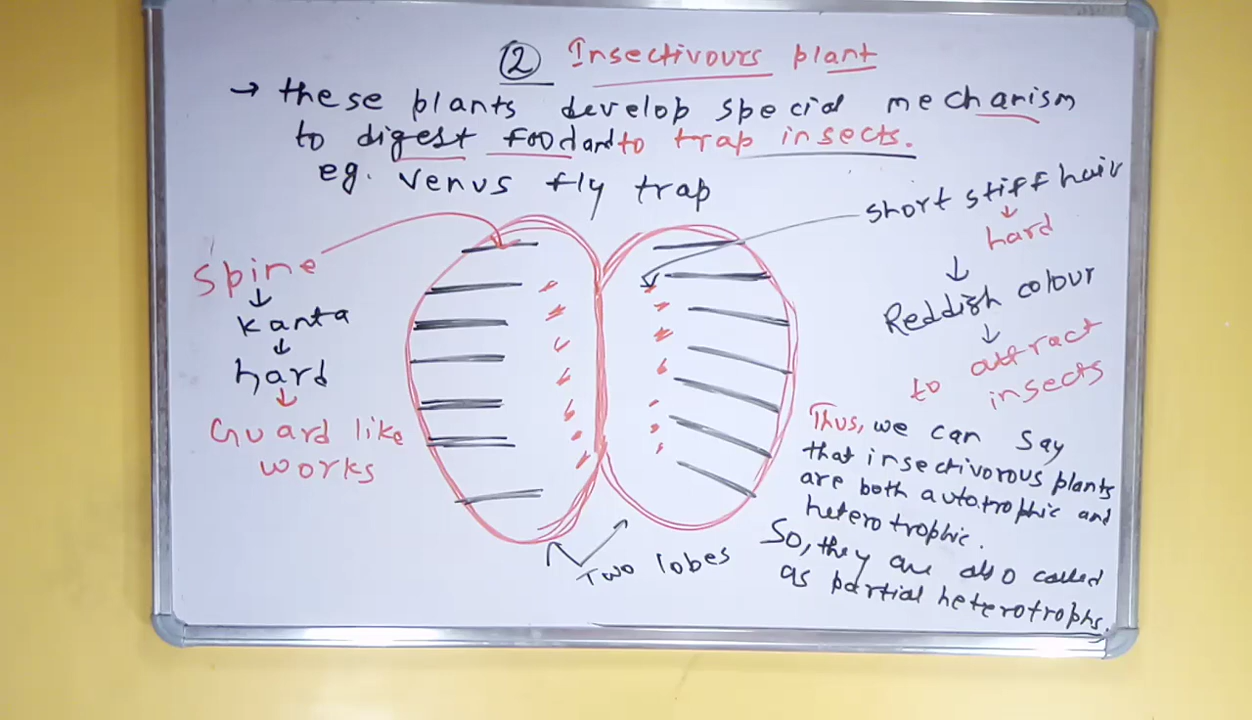 ② Insectivours plant
→ these plants develop special mechanism
to digest food and to trap insects.
eg. Venus fly trap
Spine
↓
Kanta
↓
hard
↓
Guard like
works
short stiff hair
↓
hard
↓
Reddish colour
↓
to attract
insects
Two lobes
Thus, we can say
that insectivorous plants
are both autotrophic and
heterotrophic.
So, they are also called
as partial heterotrophs.